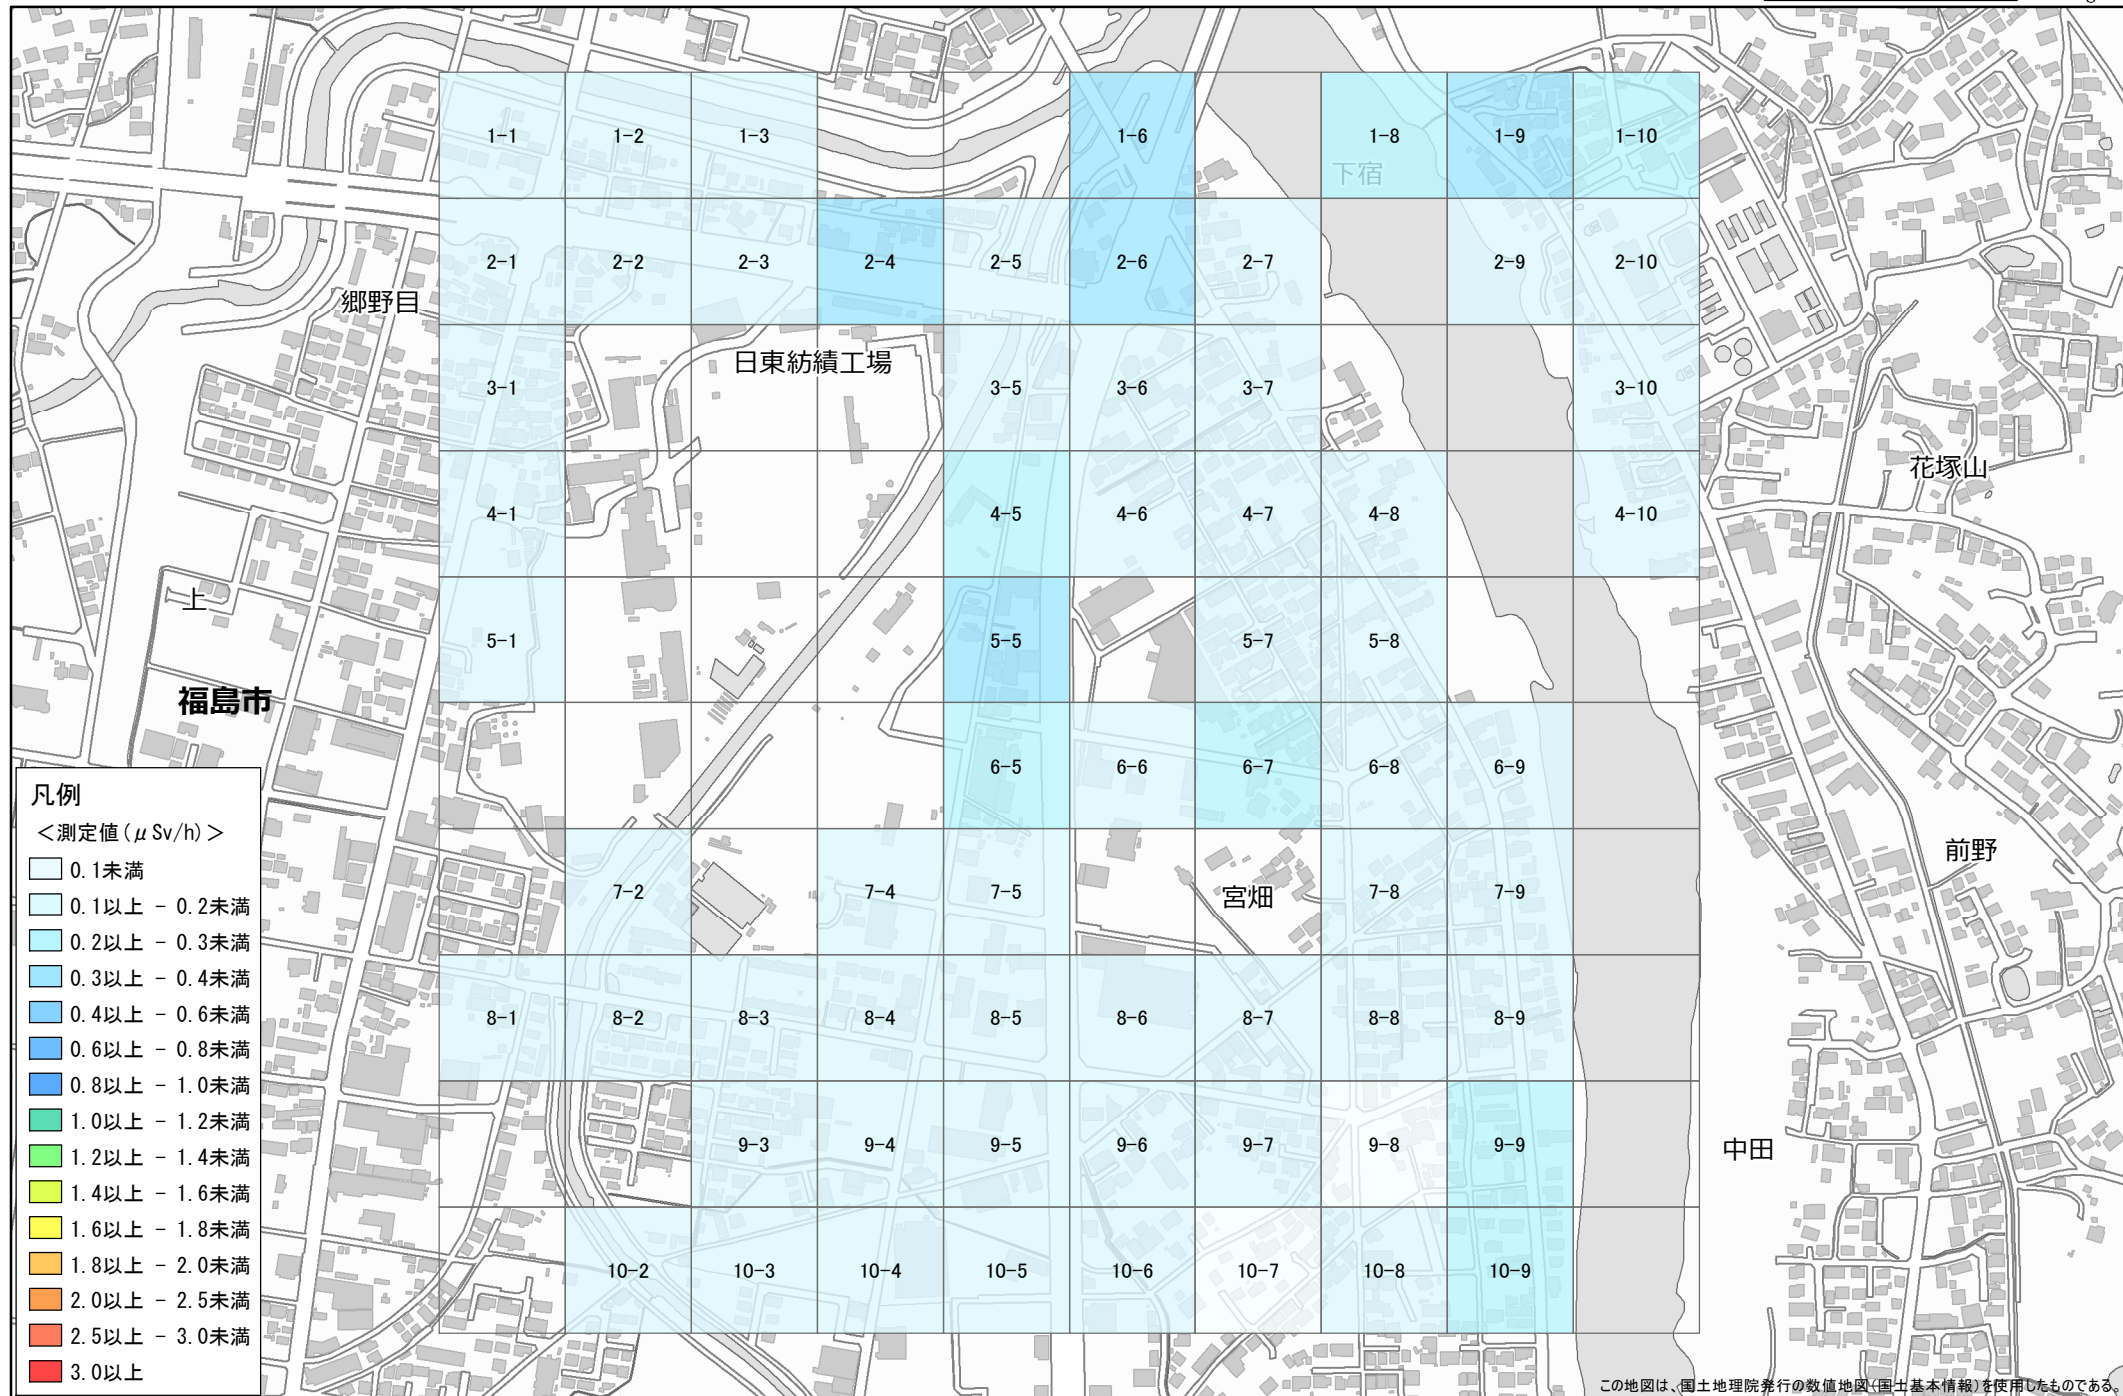 1-1 1-2 1-3 1-6 1-8 1-9 1-10
下宿
2-1 2-2 2-3 2-4 2-5 2-6 2-7 2-9 2-10
郷野目
日東紡績工場
3-1 3-5 3-6 3-7 3-10
花塚山
4-1 4-5 4-6 4-7 4-8 4-10
上
5-1 5-5 5-7 5-8
福島市
6-5 6-6 6-7 6-8 6-9
前野
7-2 7-4 7-5 宮畑 7-8 7-9
8-1 8-2 8-3 8-4 8-5 8-6 8-7 8-8 8-9
9-3 9-4 9-5 9-6 9-7 9-8 9-9
中田
10-2 10-3 10-4 10-5 10-6 10-7 10-8 10-9
凡例
＜測定値(μSv/h)＞
0.1未満
0.1以上 - 0.2未満
0.2以上 - 0.3未満
0.3以上 - 0.4未満
0.4以上 - 0.6未満
0.6以上 - 0.8未満
0.8以上 - 1.0未満
1.0以上 - 1.2未満
1.2以上 - 1.4未満
1.4以上 - 1.6未満
1.6以上 - 1.8未満
1.8以上 - 2.0未満
2.0以上 - 2.5未満
2.5以上 - 3.0未満
3.0以上
この地図は、国土地理院発行の数値地図(国土基本情報)を使用したものである